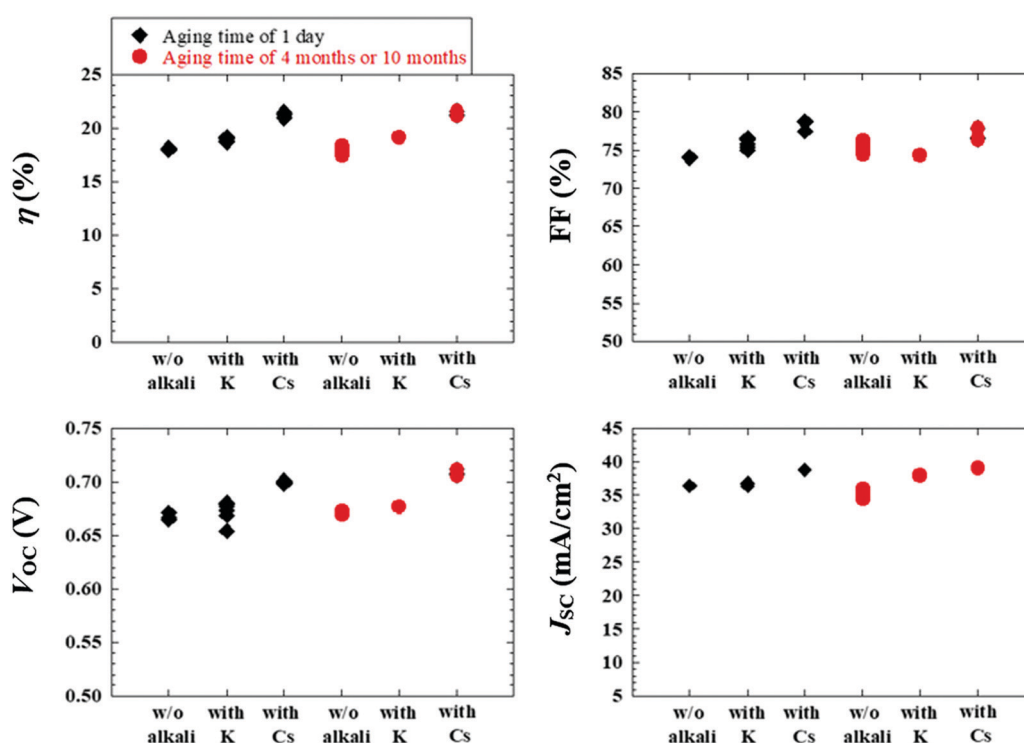 Aging time of 1 day
Aging time of 4 months or 10 months
η (%)
25
20
15
10
5
0
w/o alkali
with K
with Cs
w/o alkali
with K
with Cs
FF (%)
85
80
75
70
65
60
55
50
w/o alkali
with K
with Cs
w/o alkali
with K
with Cs
VOC (V)
0.75
0.70
0.65
0.60
0.55
0.50
w/o alkali
with K
with Cs
w/o alkali
with K
with Cs
JSC (mA/cm²)
45
40
35
30
25
20
15
10
5
w/o alkali
with K
with Cs
w/o alkali
with K
with Cs